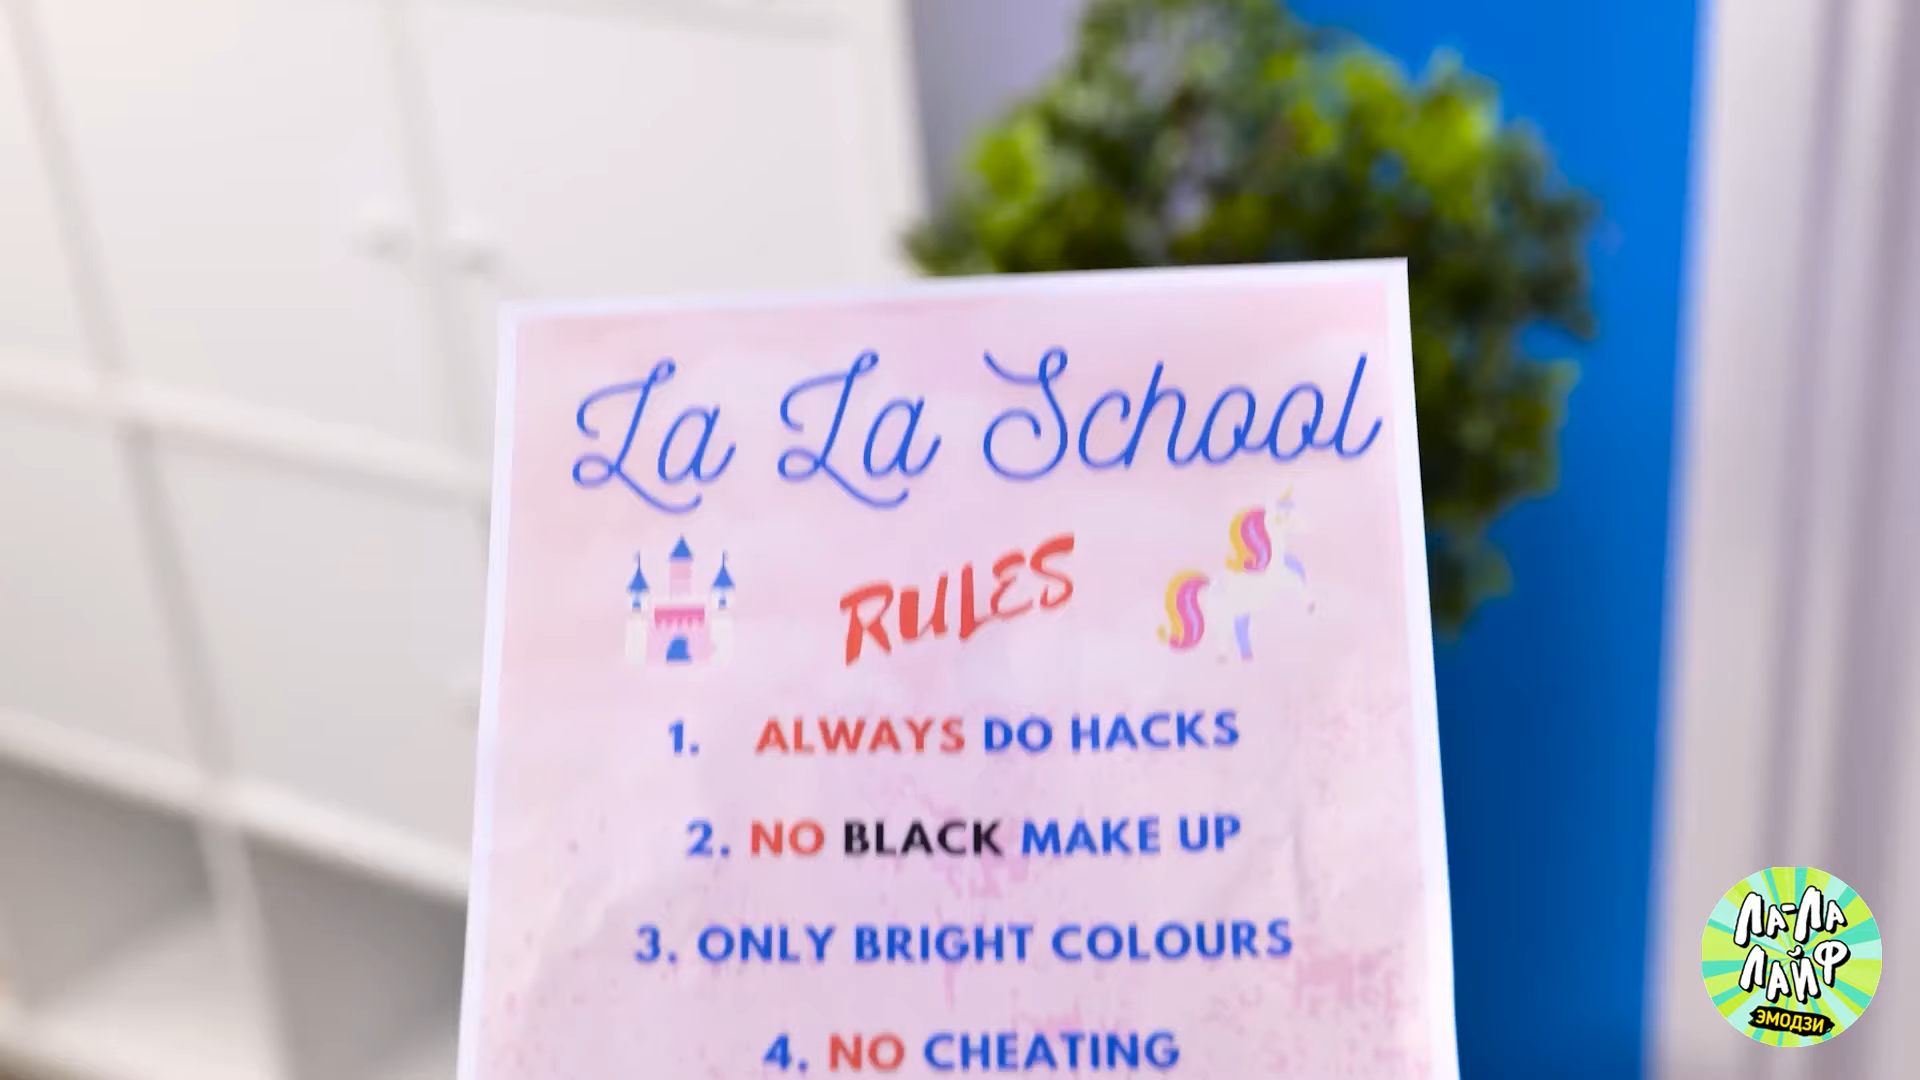 La La School
RULES
1. ALWAYS DO HACKS
2. NO BLACK MAKE UP
3. ONLY BRIGHT COLOURS
4. NO CHEATING
ЛА-ЛА
ЛАЙФ
ЭМОДЗИ